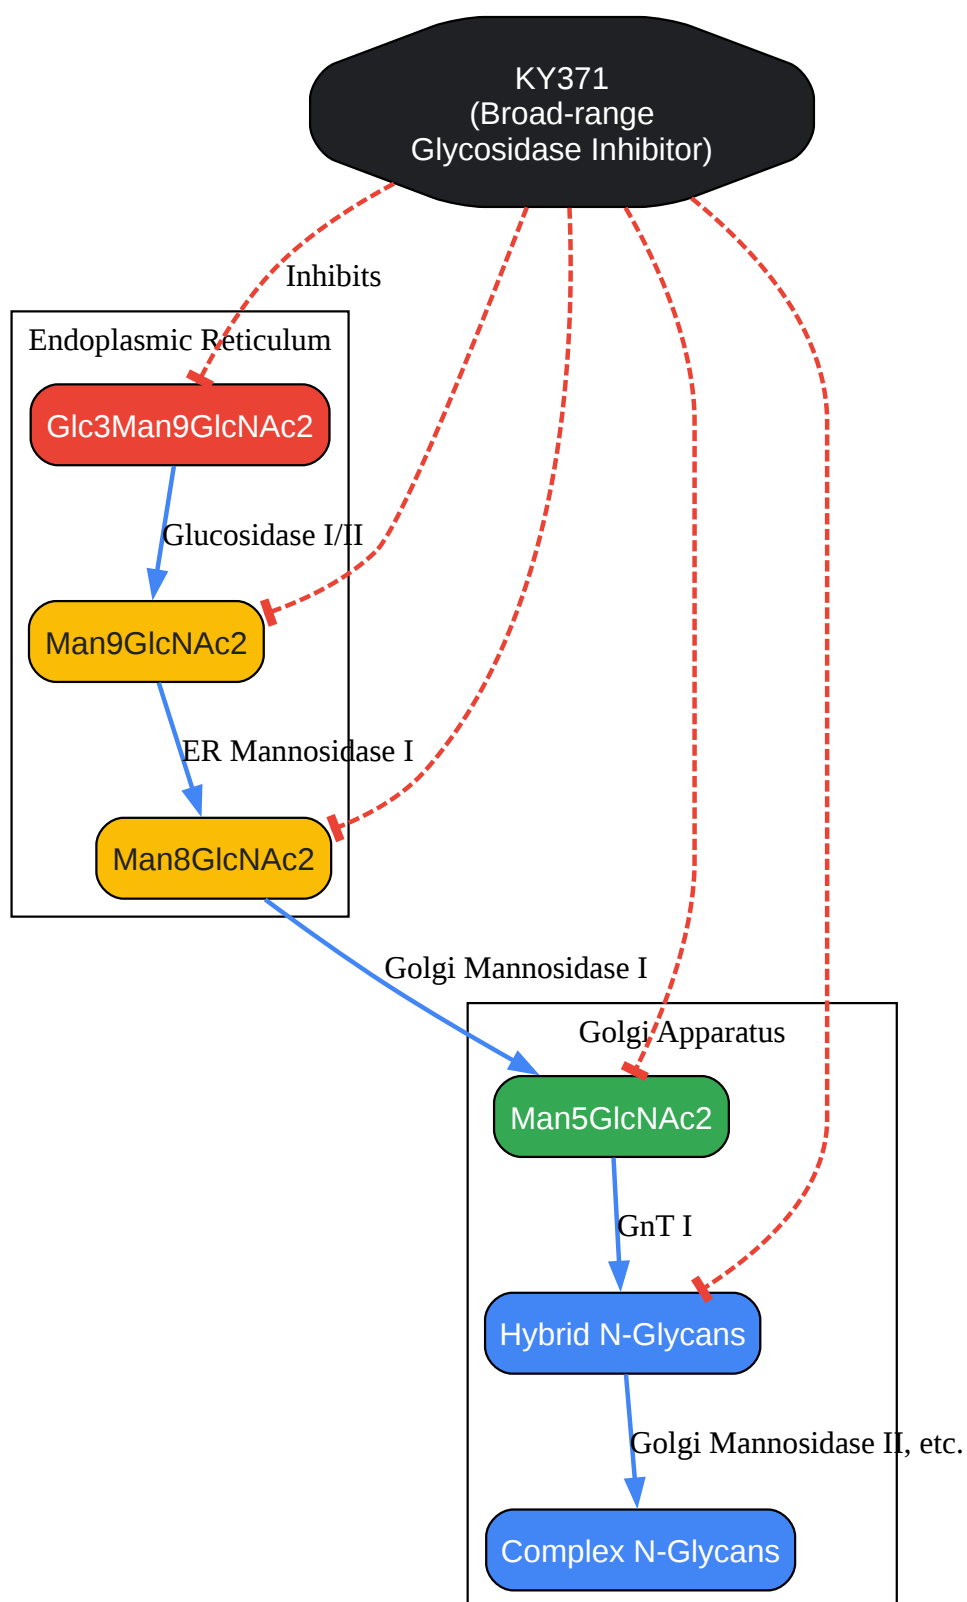 KY371
(Broad-range
Glycosidase Inhibitor)
Inhibits
Endoplasmic Reticulum
Glc3Man9GlcNAc2
Glucosidase I/II
Man9GlcNAc2
ER Mannosidase I
Man8GlcNAc2
Golgi Mannosidase I
Golgi Apparatus
Man5GlcNAc2
GnT I
Hybrid N-Glycans
Golgi Mannosidase II, etc.
Complex N-Glycans